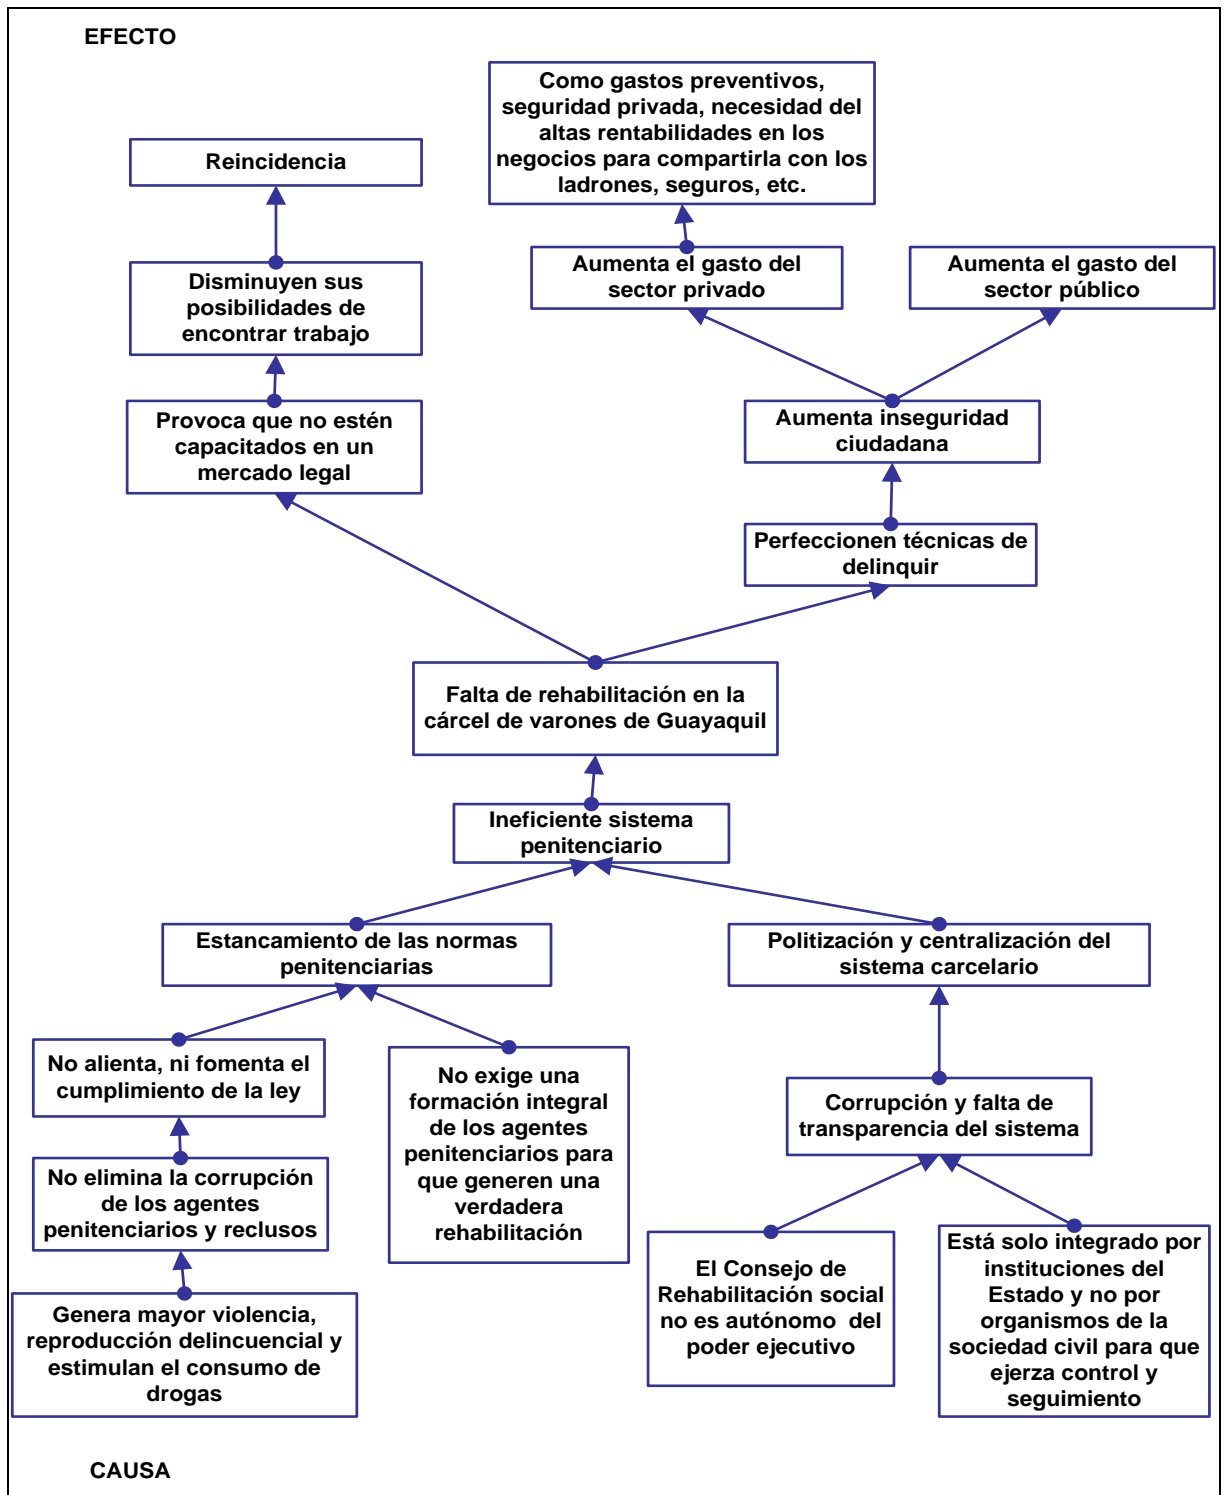 EFECTO
Como gastos preventivos,
seguridad privada, necesidad del
altas rentabilidades en los
negocios para compartirla con los
ladrones, seguros, etc.
Reincidencia
Aumenta el gasto del
sector privado
Aumenta el gasto del
sector público
Disminuyen sus
posibilidades de
encontrar trabajo
Provoca que no estén
capacitados en un
mercado legal
Aumenta inseguridad
ciudadana
Perfeccionen técnicas de
delinquir
Falta de rehabilitación en la
cárcel de varones de Guayaquil
Ineficiente sistema
penitenciario
Estancamiento de las normas
penitenciarias
Politización y centralización del
sistema carcelario
No alienta, ni fomenta el
cumplimiento de la ley
No exige una
formación integral
de los agentes
penitenciarios para
que generen una
verdadera
rehabilitación
Corrupción y falta de
transparencia del sistema
No elimina la corrupción
de los agentes
penitenciarios y reclusos
El Consejo de
Rehabilitación social
no es autónomo  del
poder ejecutivo
Está solo integrado por
instituciones del
Estado y no por
organismos de la
sociedad civil para que
ejerza control y
seguimiento
Genera mayor violencia,
reproducción delincuencial y
estimulan el consumo de
drogas
CAUSA